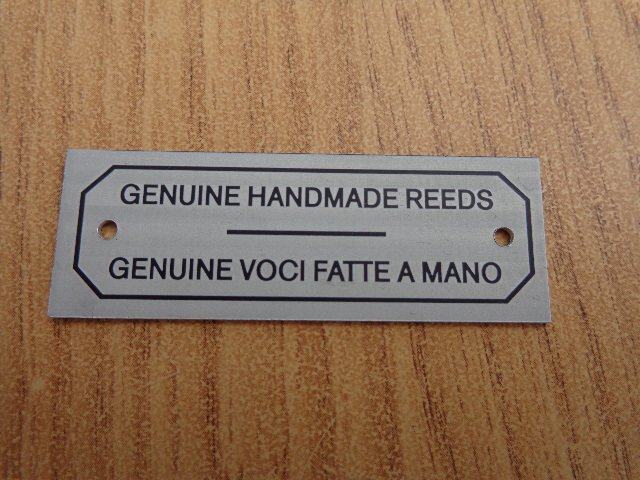 GENUINE HANDMADE REEDS
GENUINE VOCI FATTE A MANO